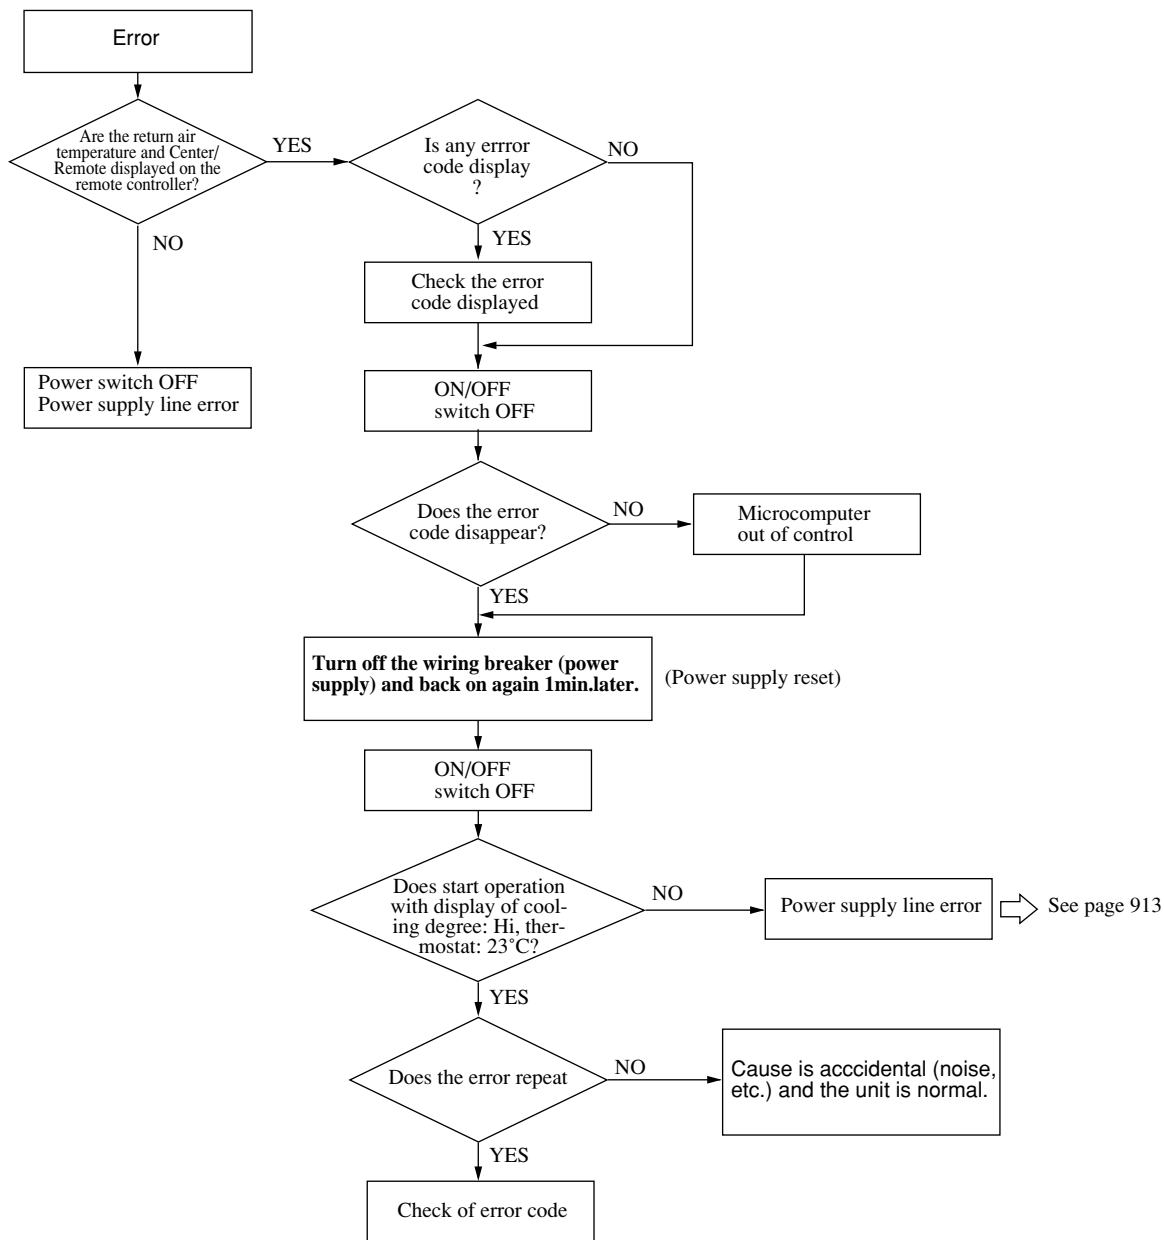 Error
Are the return air
temperature and Center/
Remote displayed on the
remote controller?
YES
Is any errror
code display
?
NO
NO
YES
Check the error
code displayed
Power switch OFF
Power supply line error
ON/OFF
switch OFF
Does the error
code disappear?
NO
Microcomputer
out of control
YES
Turn off the wiring breaker (power
supply) and back on again 1min.later.
(Power supply reset)
ON/OFF
switch OFF
Does start operation
with display of cool-
ing degree: Hi, ther-
mostat: 23˚C?
NO
Power supply line error
See page 913
YES
Does the error repeat
NO
Cause is acccidental (noise,
etc.) and the unit is normal.
YES
Check of error code